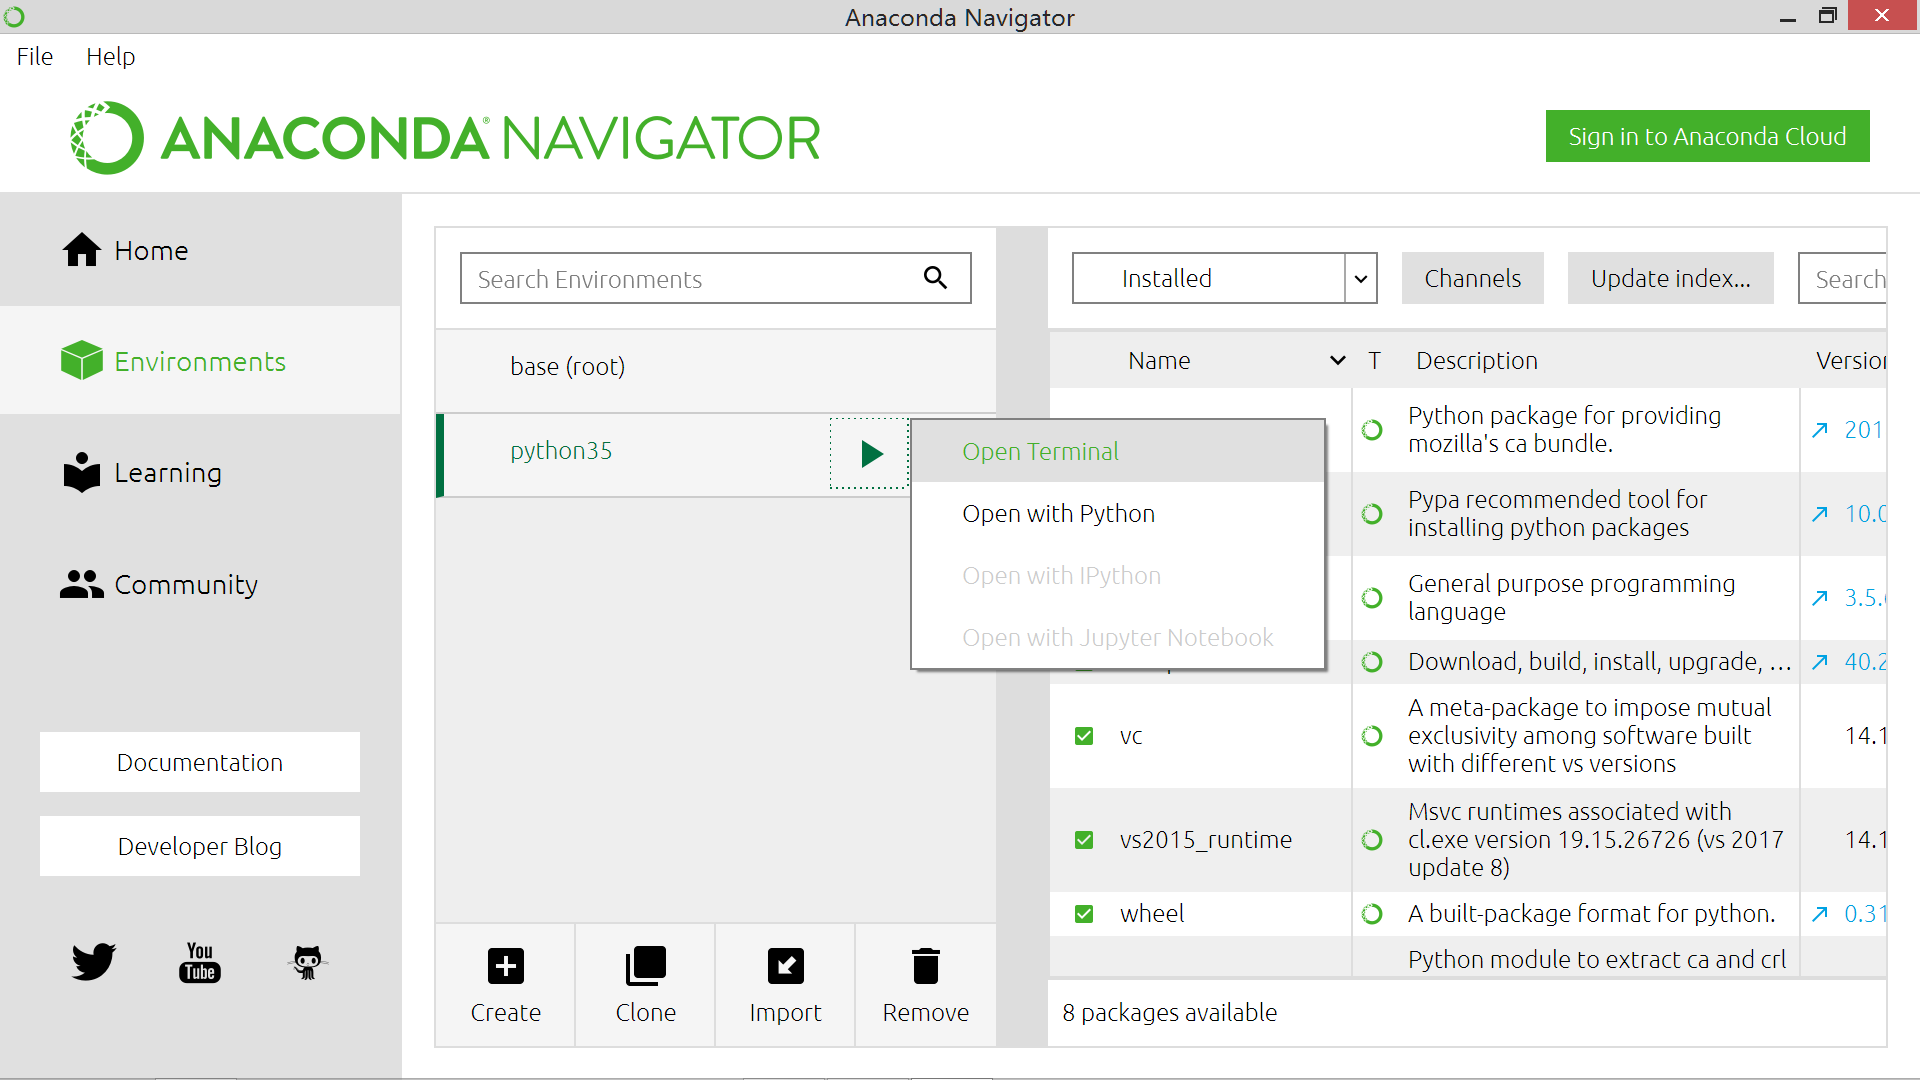 Anaconda Navigator
File Help
ANACONDA® NAVIGATOR
Sign in to Anaconda Cloud
Home
Environments
Learning
Community
Documentation
Developer Blog
You
Tube
Search Environments
base (root)
python35
Open Terminal
Open with Python
Open with IPython
Open with Jupyter Notebook
Create
Clone
Import
Remove
Installed
Channels
Update index...
Search
Name
T
Description
Version
Python package for providing
mozilla's ca bundle.
201
Pypa recommended tool for
installing python packages
10.0
General purpose programming
language
3.5.
Download, build, install, upgrade, ...
40.2
vc
A meta-package to impose mutual
exclusivity among software built
with different vs versions
14.1
vs2015_runtime
Msvc runtimes associated with
cl.exe version 19.15.26726 (vs 2017
update 8)
14.1
wheel
A built-package format for python.
0.31
Python module to extract ca and crl
8 packages available